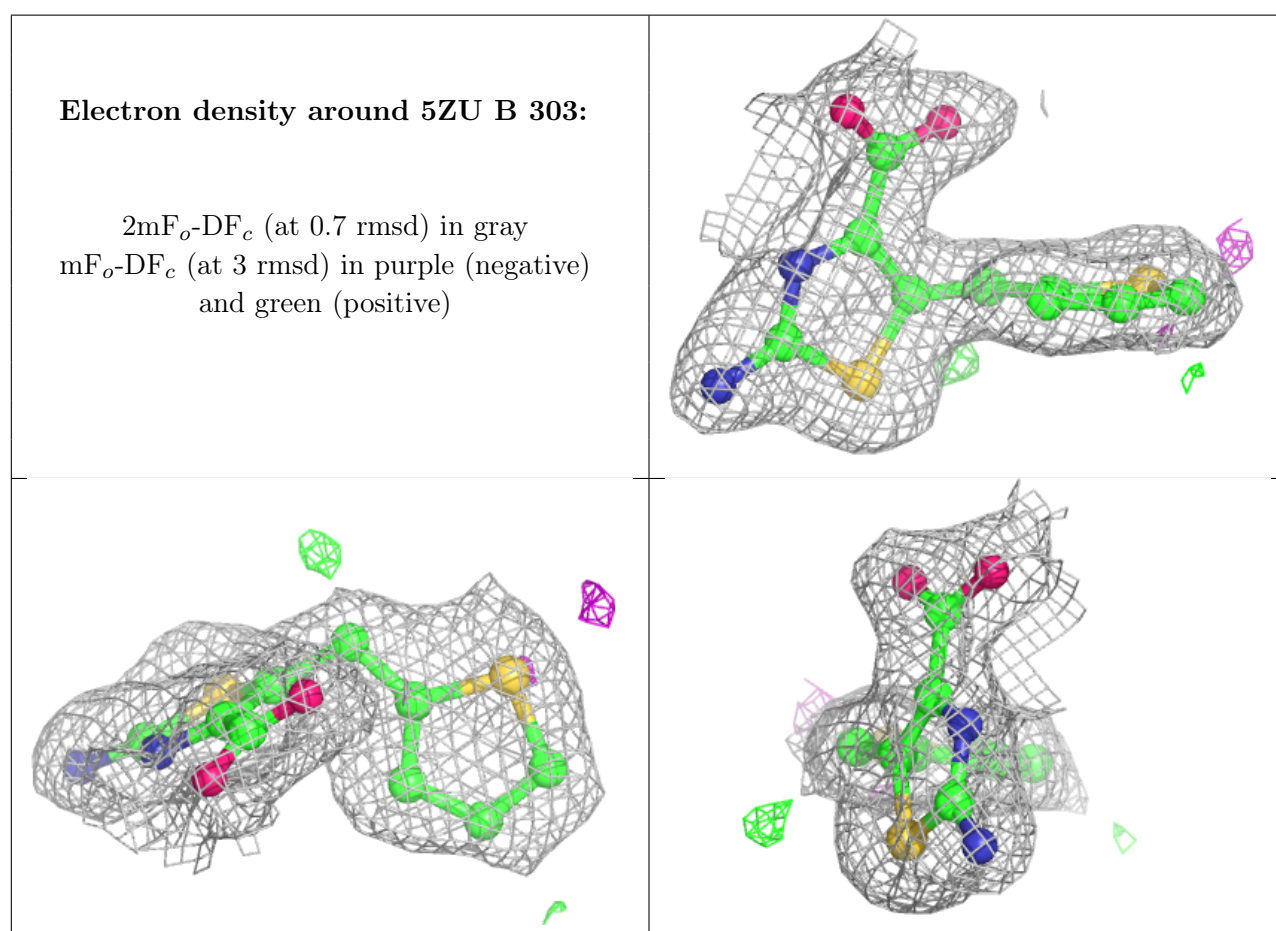 Electron density around 5ZU B 303:
2mFo-DFc (at 0.7 rmsd) in gray
mFo-DFc (at 3 rmsd) in purple (negative)
and green (positive)